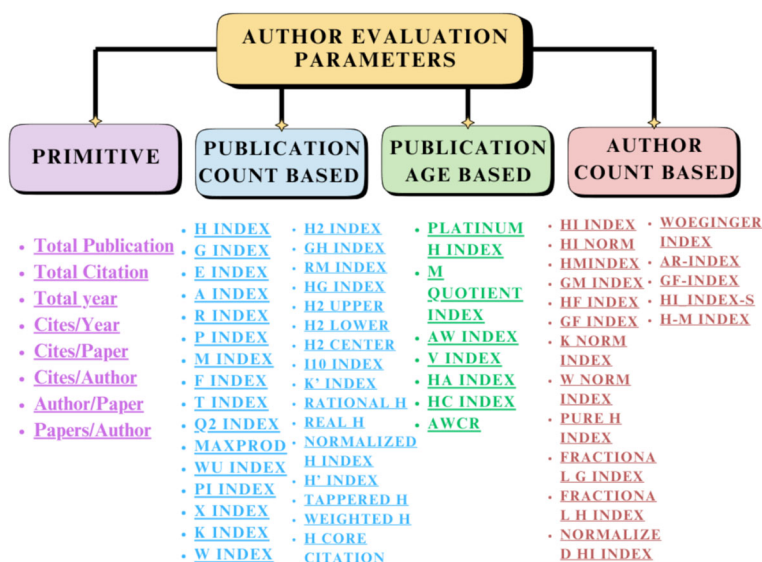 AUTHOR EVALUATION
PARAMETERS
PRIMITIVE
PUBLICATION
COUNT BASED
PUBLICATION
AGE BASED
AUTHOR
COUNT BASED
• Total Publication
• Total Citation
• Total year
• Cites/Year
• Cites/Paper
• Cites/Author
• Author/Paper
• Papers/Author
• H INDEX
• G INDEX
• E INDEX
• A INDEX
• R INDEX
• P INDEX
• M INDEX
• F INDEX
• T INDEX
• Q2 INDEX
• MAXPROD
• WU INDEX
• PI INDEX
• X INDEX
• K INDEX
• W INDEX
• H2 INDEX
• GH INDEX
• RM INDEX
• HG INDEX
• H2 UPPER
• H2 LOWER
• H2 CENTER
• I10 INDEX
• K' INDEX
• RATIONAL H
• REAL H
• NORMALIZED
H INDEX
• H' INDEX
• TAPPERED H
• WEIGHTED H
• H CORE
CITATION
• PLATINUM
H INDEX
• M
QUOTIENT
INDEX
• AW INDEX
• V INDEX
• HA INDEX
• HC INDEX
• AWCR
• HI INDEX
• HI NORM
• HMINDEX
• GM INDEX
• HF INDEX
• GF INDEX
• K NORM
INDEX
• W NORM
INDEX
• PURE H
INDEX
• FRACTIONA
L G INDEX
• FRACTIONA
L H INDEX
• NORMALIZE
D HI INDEX
• WOEGINGER
INDEX
• AR-INDEX
• GF-INDEX
• HI INDEX-S
• H-M INDEX